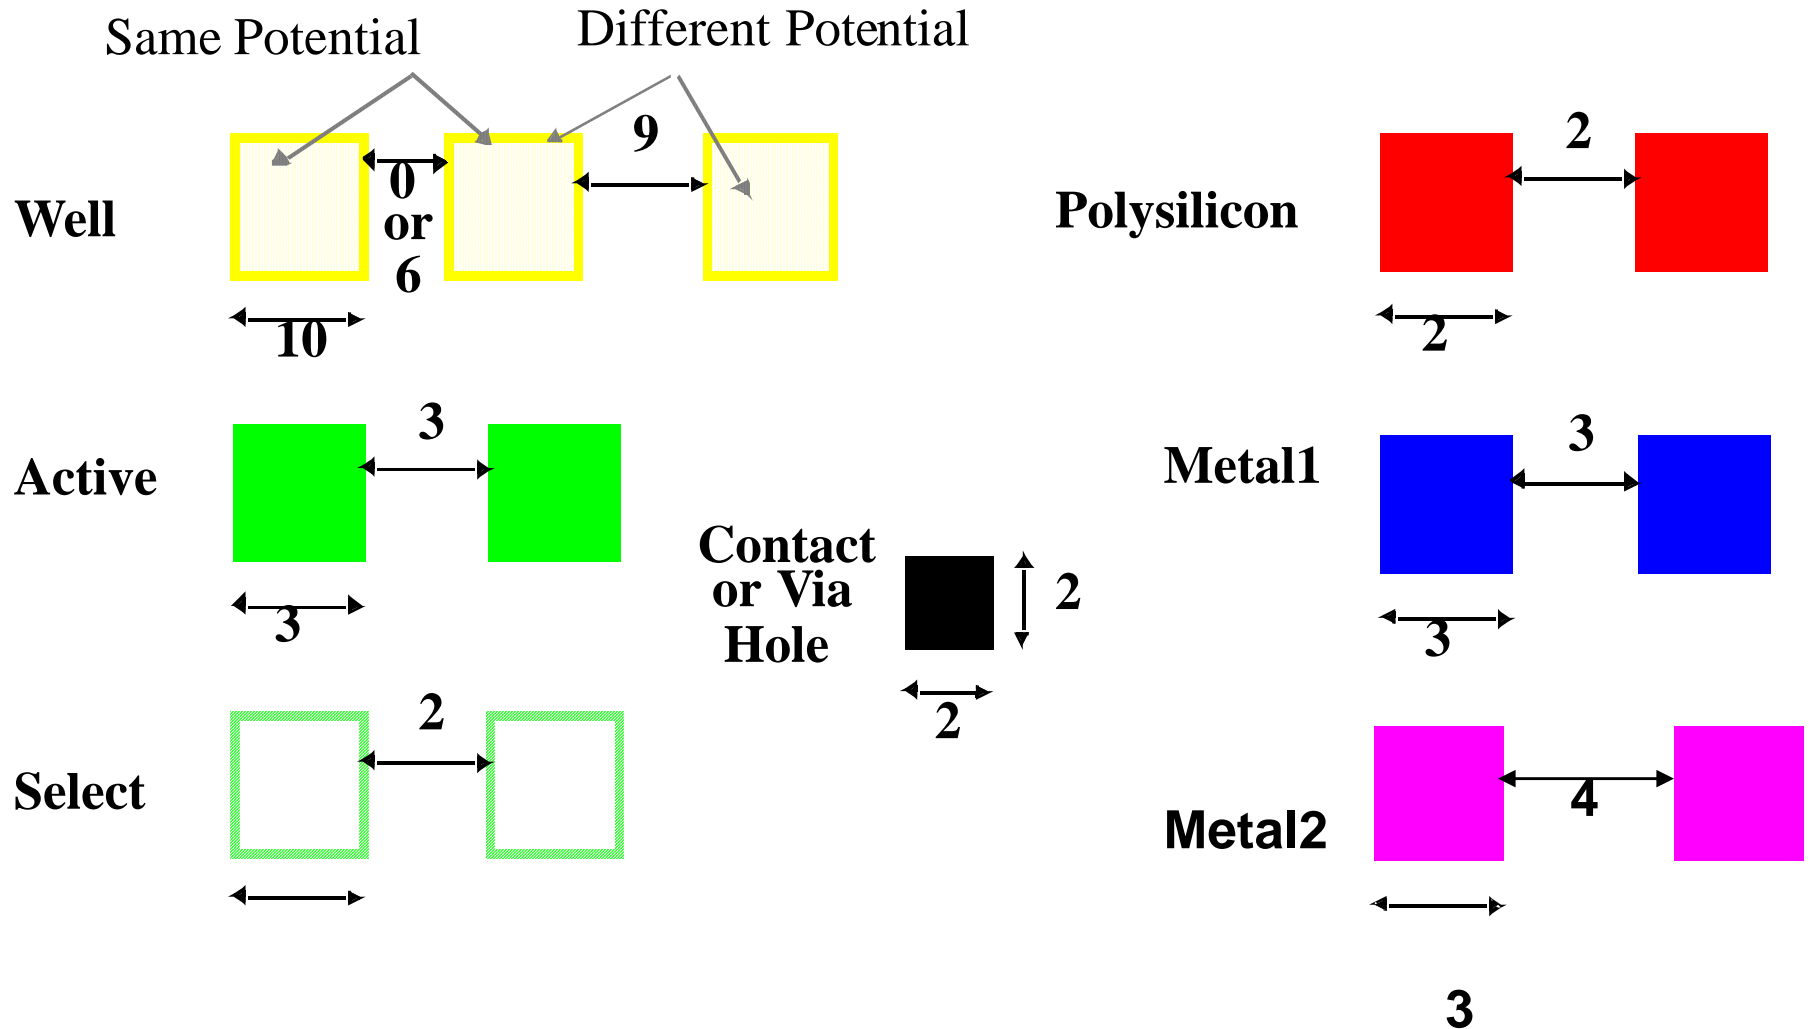 Same Potential
Different Potential
Well
0
or
6
9
10
Polysilicon
2
2
Active
3
3
Contact
or Via
Hole
2
2
Metal1
3
3
Select
2
Metal2
4
3